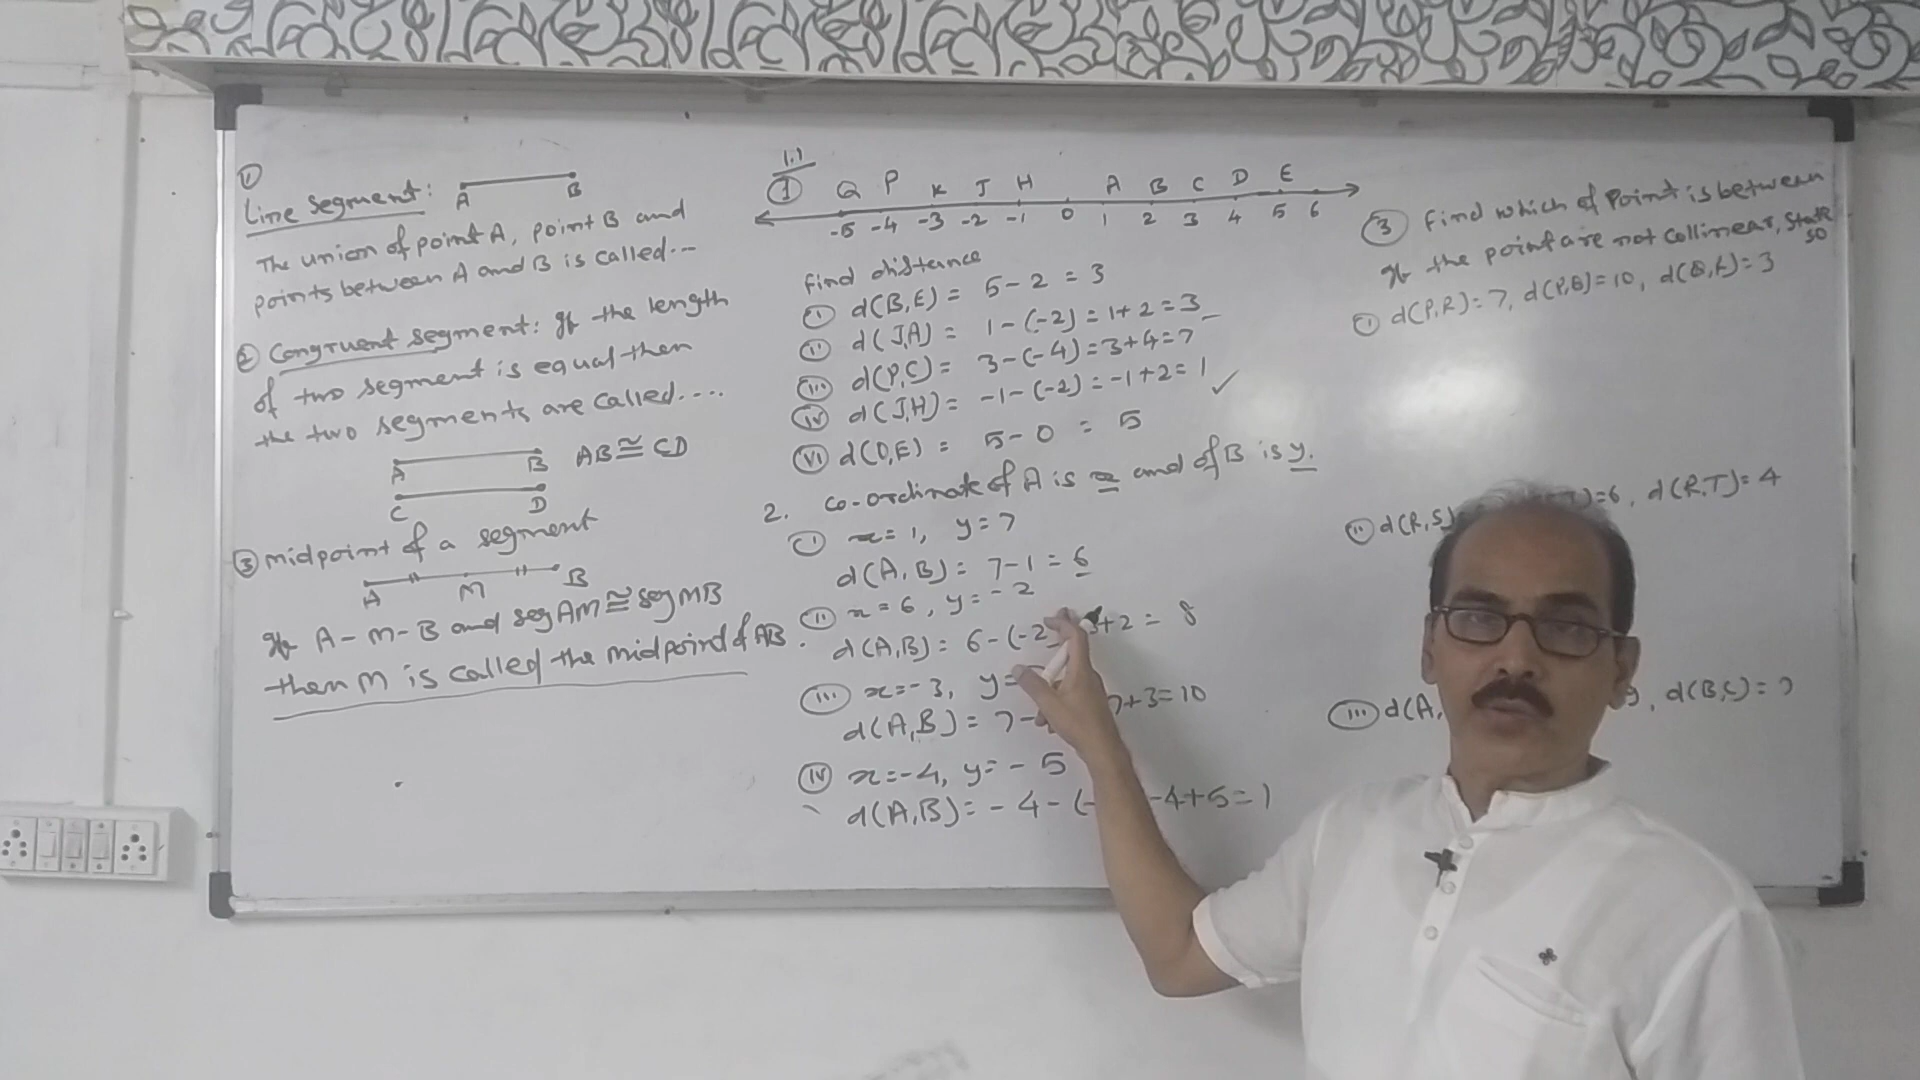 ①
Line segment: A B
The union of point A, point B and
points between A and B is called...
② Congruent segment: If the length
of two segment is equal then
the two segments are called....
A B AB≅CD
C D
③ midpoint of a segment
A M B
If A-M-B and seg AM≅seg MB
then M is called the midpoint of AB.
1.1
① Q P K J H A B C D E
-5 -4 -3 -2 -1 0 1 2 3 4 5 6
find distance
(i) d(B,E) = 5-2 = 3
(ii) d(J,A) = 1-(-2) = 1+2 = 3
(iii) d(P,C) = 3-(-4) = 3+4 = 7
(iv) d(J,H) = -1-(-2) = -1+2 = 1 ✓
(vi) d(O,E) = 5-0 = 5
2. co-ordinate of A is x and of B is y.
(i) x=1, y=7
d(A,B) = 7-1 = 6
(ii) x=6, y=-2
d(A,B) = 6-(-2) +2 = 8
(iii) x=-3, y=
d(A,B) = 7- 7+3=10
(iv) x=-4, y=-5
d(A,B) = -4-(- -4+5=1
③ Find which of Point is between
If the point are not collinear, state
so
(i) d(P,R)=7, d(P,Q)=10, d(Q,R)=3
(ii) d(R,S) )=6, d(R,T)=4
(iii) d(A, , d(B,C)=